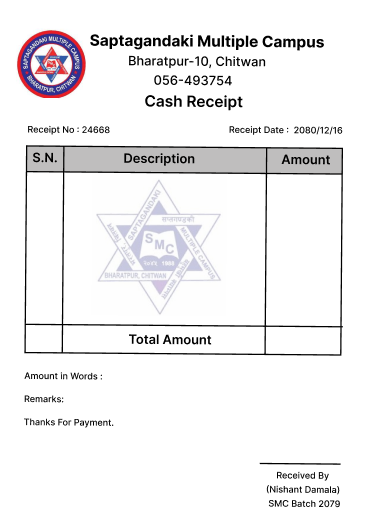 SAPTAGANDAKI MULTIPLE CAMPUS
BHARATPUR, CHITWAN
Saptagandaki Multiple Campus
Bharatpur-10, Chitwan
056-493754
Cash Receipt
Receipt No : 24668
Receipt Date : 2080/12/16
S.N. Description Amount
SAPTAGANDAKI
MULTIPLE CAMPUS
SMC
BHARATPUR, CHITWAN
Total Amount
Amount in Words :
Remarks:
Thanks For Payment.
Received By
(Nishant Damala)
SMC Batch 2079